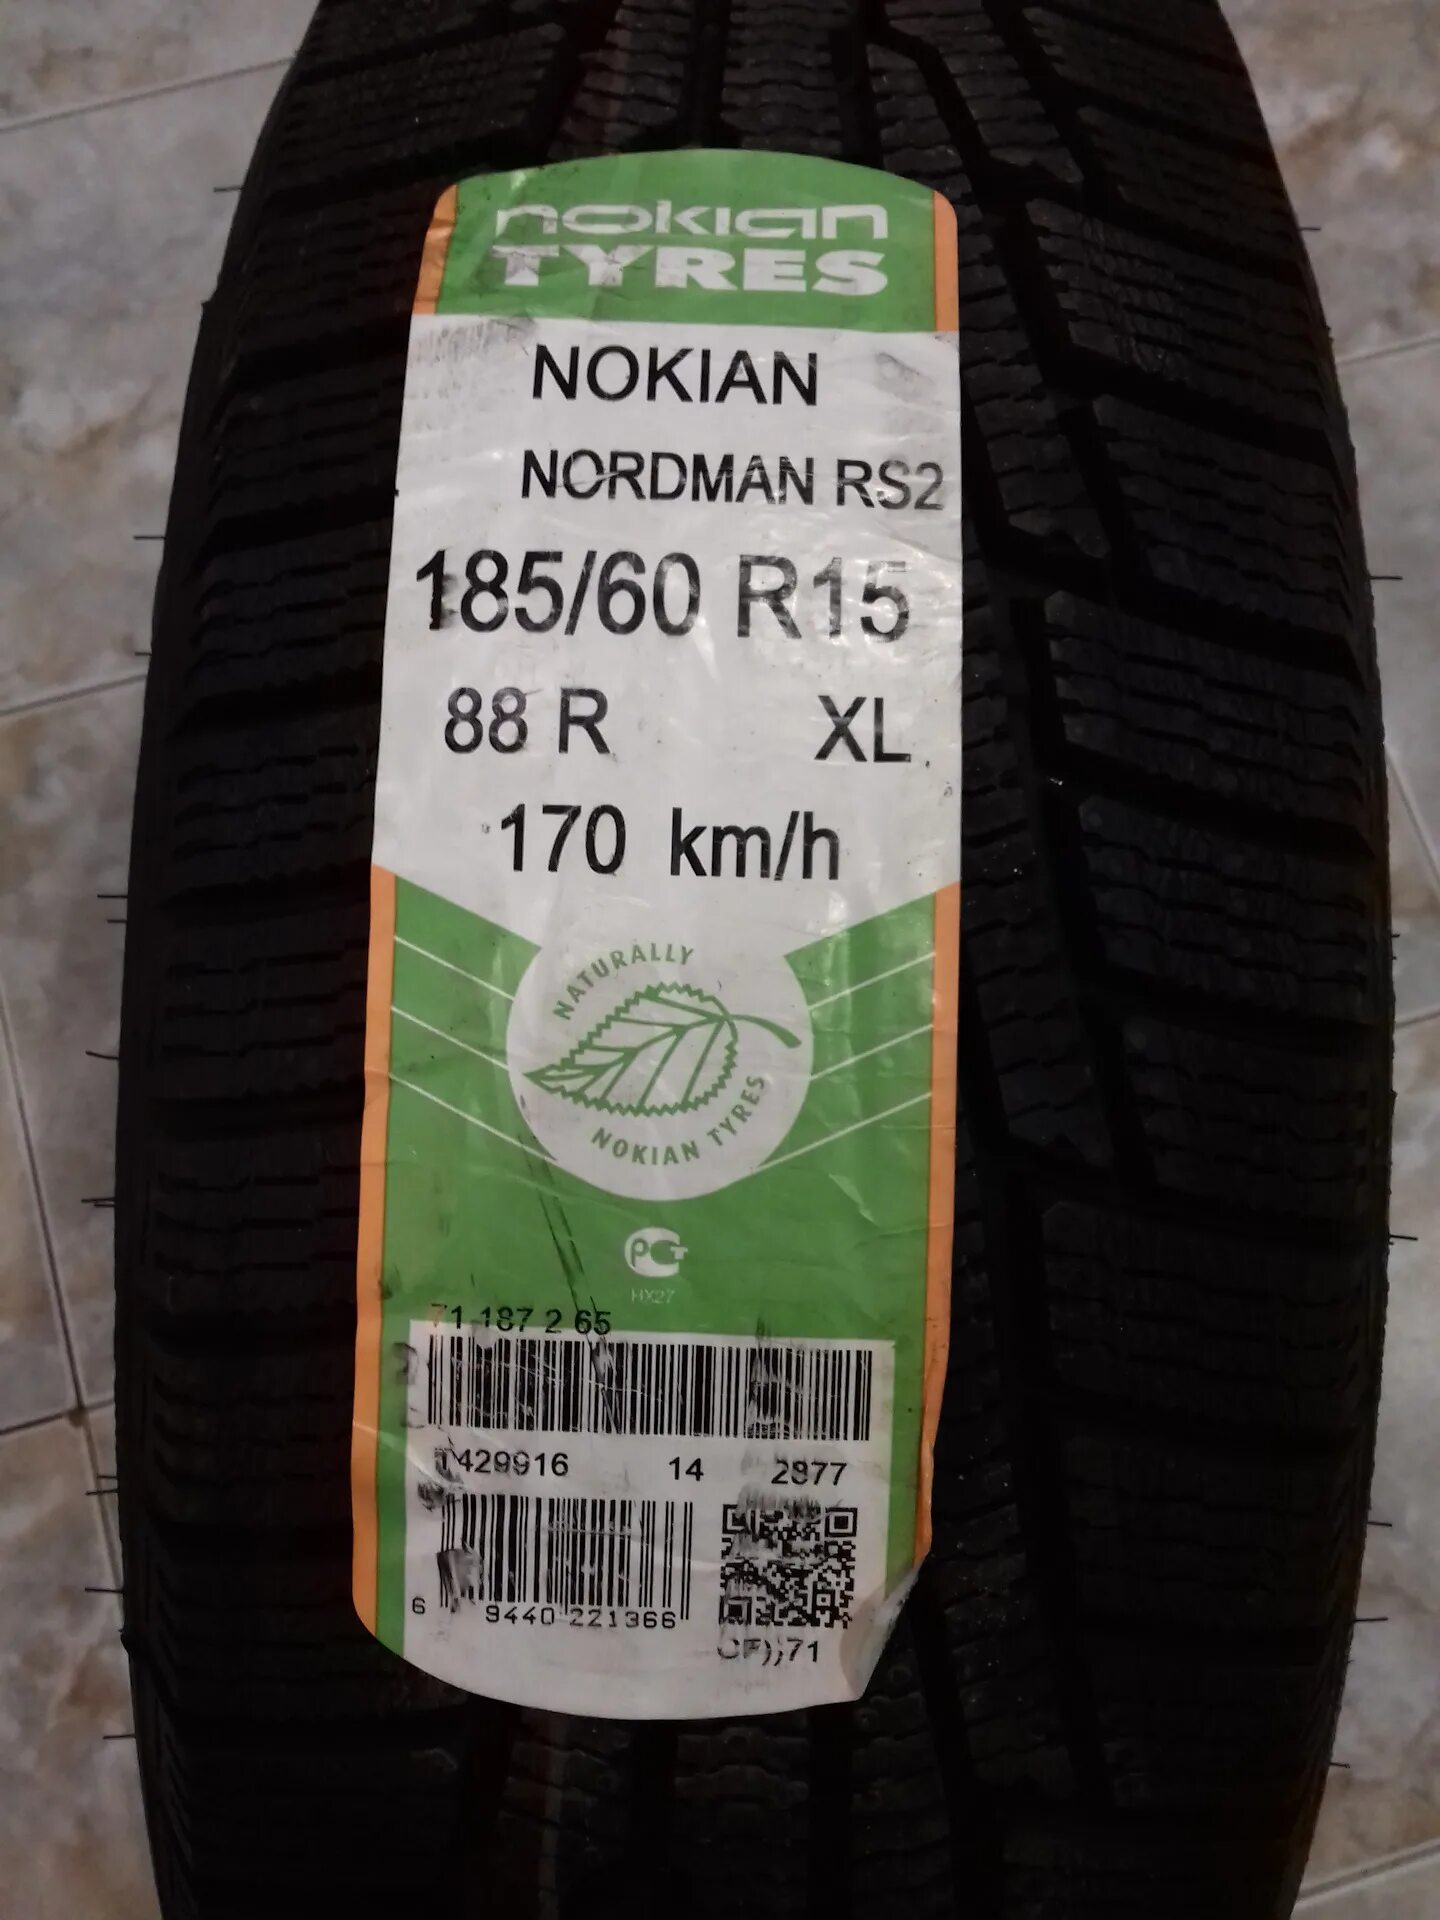 nokian
TYRES
NOKIAN
NORDMAN RS2
185/60 R15
88 R XL
170 km/h
NATURALLY
NOKIAN TYRES
HX27
71 187 2 65
T429916 14 2877
6 9440 221366